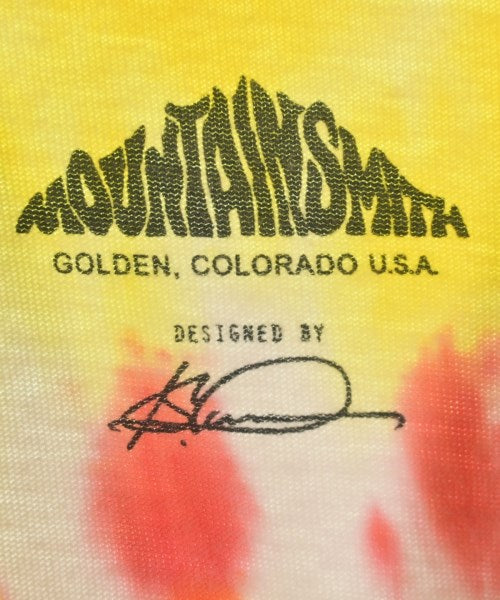 MOUNTAINSMITH
GOLDEN, COLORADO U.S.A.
DESIGNED BY